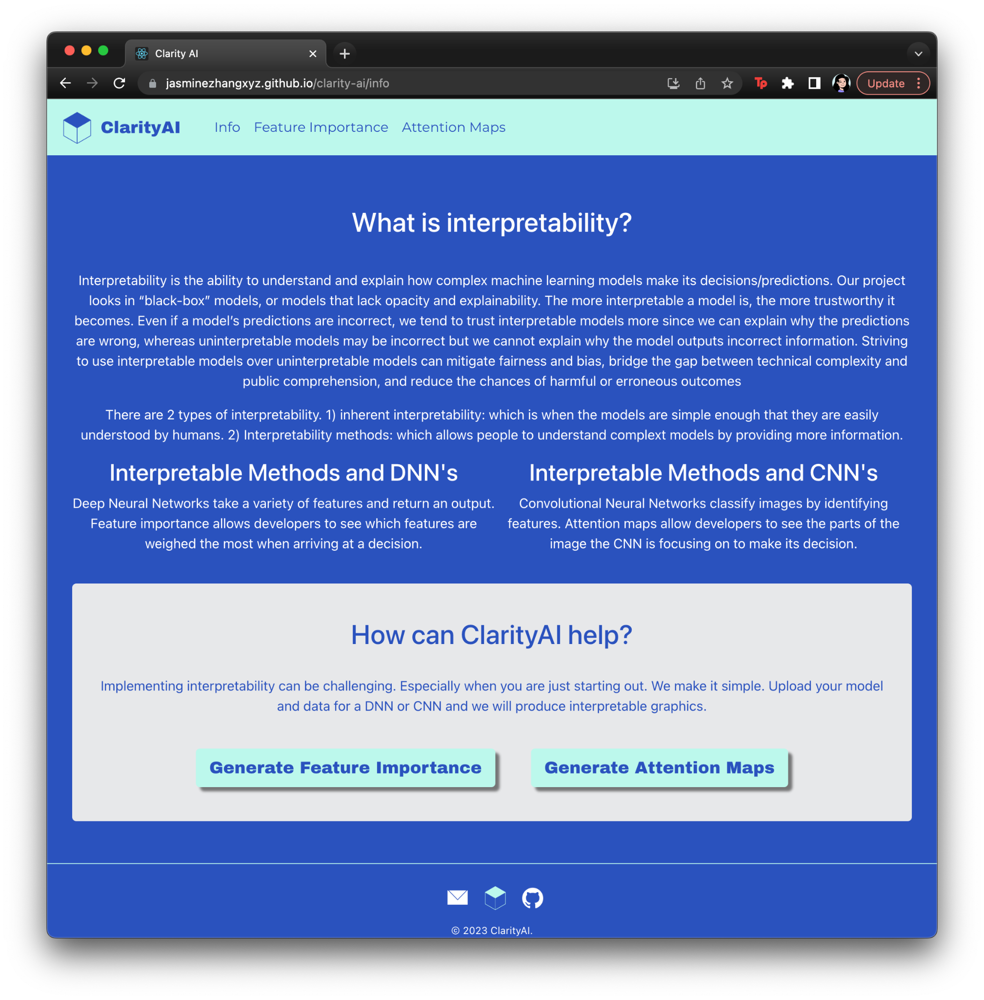 Clarity AI
jasminezhangxyz.github.io/clarity-ai/info
Tp
Update
ClarityAI
Info
Feature Importance
Attention Maps
What is interpretability?
Interpretability is the ability to understand and explain how complex machine learning models make its decisions/predictions. Our project
looks in “black-box” models, or models that lack opacity and explainability. The more interpretable a model is, the more trustworthy it
becomes. Even if a model’s predictions are incorrect, we tend to trust interpretable models more since we can explain why the predictions
are wrong, whereas uninterpretable models may be incorrect but we cannot explain why the model outputs incorrect information. Striving
to use interpretable models over uninterpretable models can mitigate fairness and bias, bridge the gap between technical complexity and
public comprehension, and reduce the chances of harmful or erroneous outcomes
There are 2 types of interpretability. 1) inherent interpretability: which is when the models are simple enough that they are easily
understood by humans. 2) Interpretability methods: which allows people to understand complext models by providing more information.
Interpretable Methods and DNN's
Deep Neural Networks take a variety of features and return an output.
Feature importance allows developers to see which features are
weighed the most when arriving at a decision.
Interpretable Methods and CNN's
Convolutional Neural Networks classify images by identifying
features. Attention maps allow developers to see the parts of the
image the CNN is focusing on to make its decision.
How can ClarityAI help?
Implementing interpretability can be challenging. Especially when you are just starting out. We make it simple. Upload your model
and data for a DNN or CNN and we will produce interpretable graphics.
Generate Feature Importance
Generate Attention Maps
© 2023 ClarityAI.